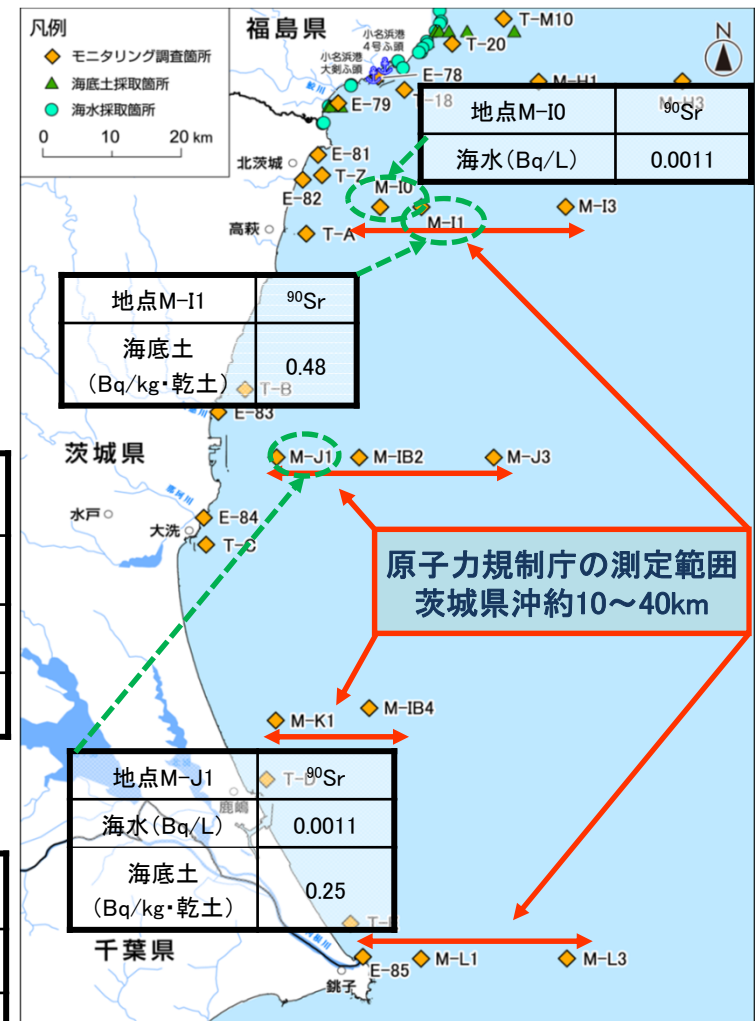 凡例
モニタリング調査箇所
海底土採取箇所
海水採取箇所
0 10 20 km
福島県
小名浜港
4号ふ頭
小名浜港
大剣ふ頭
鮫川
N
T-M10
T-20
E-78
T-18
M-H1
M-H3
E-79
地点M-I0 ⁹⁰Sr
海水(Bq/L) 0.0011
北茨城
E-81
T-Z
E-82
M-I0
M-I1
M-I3
高萩
T-A
地点M-I1 ⁹⁰Sr
海底土
(Bq/kg・乾土) 0.48
T-B
E-83
茨城県
M-J1
M-IB2
M-J3
那珂川
水戸
大洗
E-84
T-C
原子力規制庁の測定範囲
茨城県沖約10~40km
M-K1
M-IB4
T-D
鹿嶋
地点M-J1 ⁹⁰Sr
海水(Bq/L) 0.0011
海底土
(Bq/kg・乾土) 0.25
千葉県
銚子
E-85
M-L1
M-L3